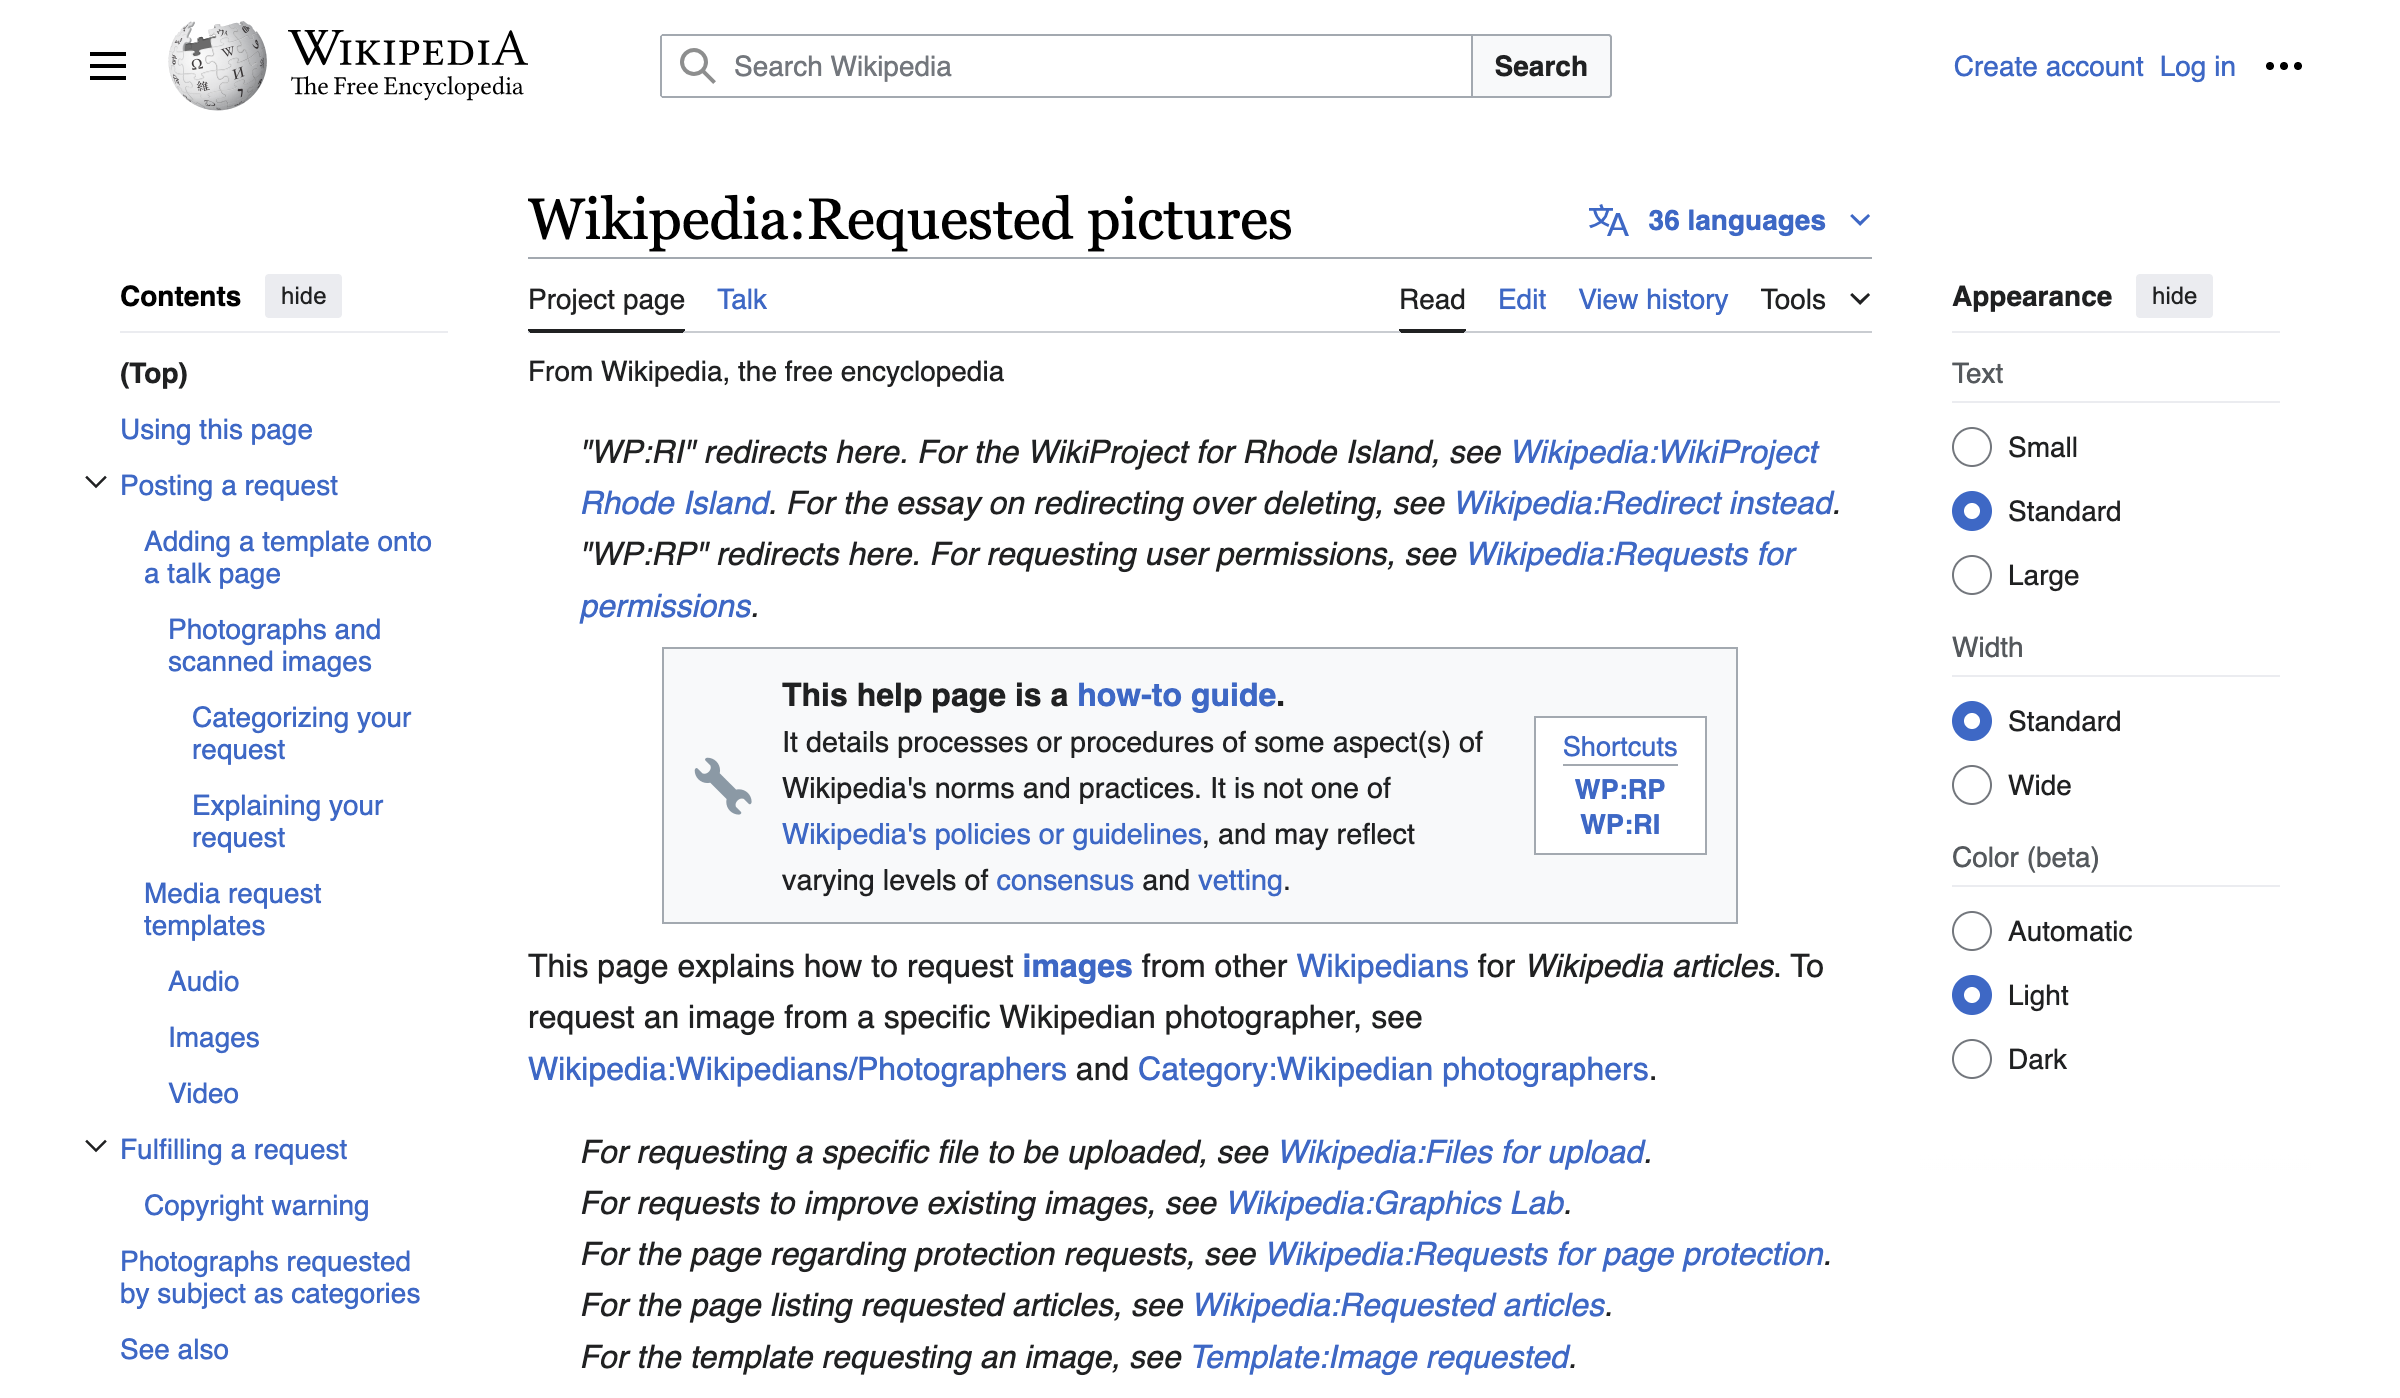 WIKIPEDIA
The Free Encyclopedia
Search Wikipedia
Search
Create account Log in
Wikipedia:Requested pictures
36 languages
Contents hide
(Top)
Using this page
Posting a request
Adding a template onto
a talk page
Photographs and
scanned images
Categorizing your
request
Explaining your
request
Media request
templates
Audio
Images
Video
Fulfilling a request
Copyright warning
Photographs requested
by subject as categories
See also
Project page Talk
Read Edit View history Tools
From Wikipedia, the free encyclopedia
"WP:RI" redirects here. For the WikiProject for Rhode Island, see Wikipedia:WikiProject
Rhode Island. For the essay on redirecting over deleting, see Wikipedia:Redirect instead.
"WP:RP" redirects here. For requesting user permissions, see Wikipedia:Requests for
permissions.
This help page is a how-to guide.
It details processes or procedures of some aspect(s) of
Wikipedia's norms and practices. It is not one of
Wikipedia's policies or guidelines, and may reflect
varying levels of consensus and vetting.
Shortcuts
WP:RP
WP:RI
This page explains how to request images from other Wikipedians for Wikipedia articles. To
request an image from a specific Wikipedian photographer, see
Wikipedia:Wikipedians/Photographers and Category:Wikipedian photographers.
For requesting a specific file to be uploaded, see Wikipedia:Files for upload.
For requests to improve existing images, see Wikipedia:Graphics Lab.
For the page regarding protection requests, see Wikipedia:Requests for page protection.
For the page listing requested articles, see Wikipedia:Requested articles.
For the template requesting an image, see Template:Image requested.
Appearance hide
Text
Small
Standard
Large
Width
Standard
Wide
Color (beta)
Automatic
Light
Dark